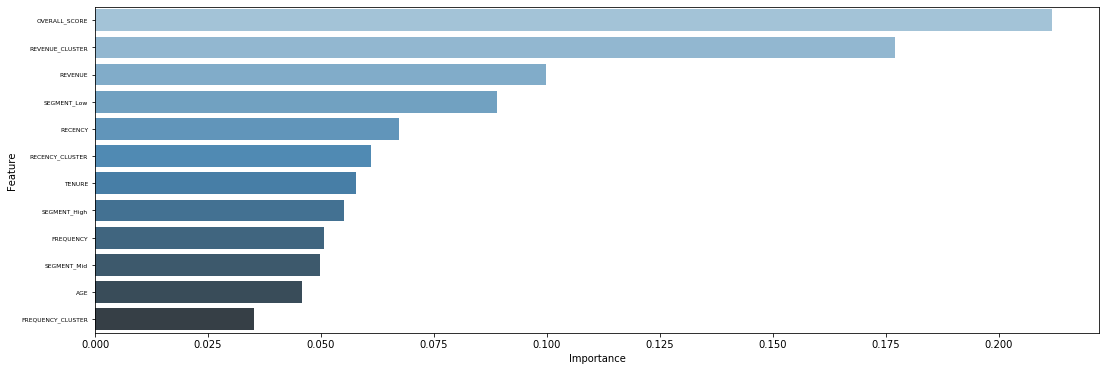 OVERALL_SCORE
REVENUE_CLUSTER
REVENUE
SEGMENT_Low
RECENCY
RECENCY_CLUSTER
TENURE
SEGMENT_High
FREQUENCY
SEGMENT_Mid
AGE
FREQUENCY_CLUSTER
Feature
0.000 0.025 0.050 0.075 0.100 0.125 0.150 0.175 0.200
Importance